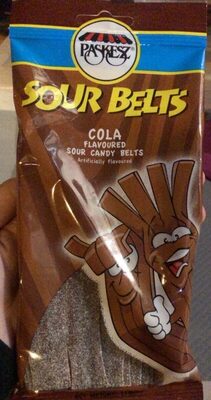 PASKESZ
SOUR BELTS
COLA
FLAVOURED
SOUR CANDY BELTS
Artificially flavoured